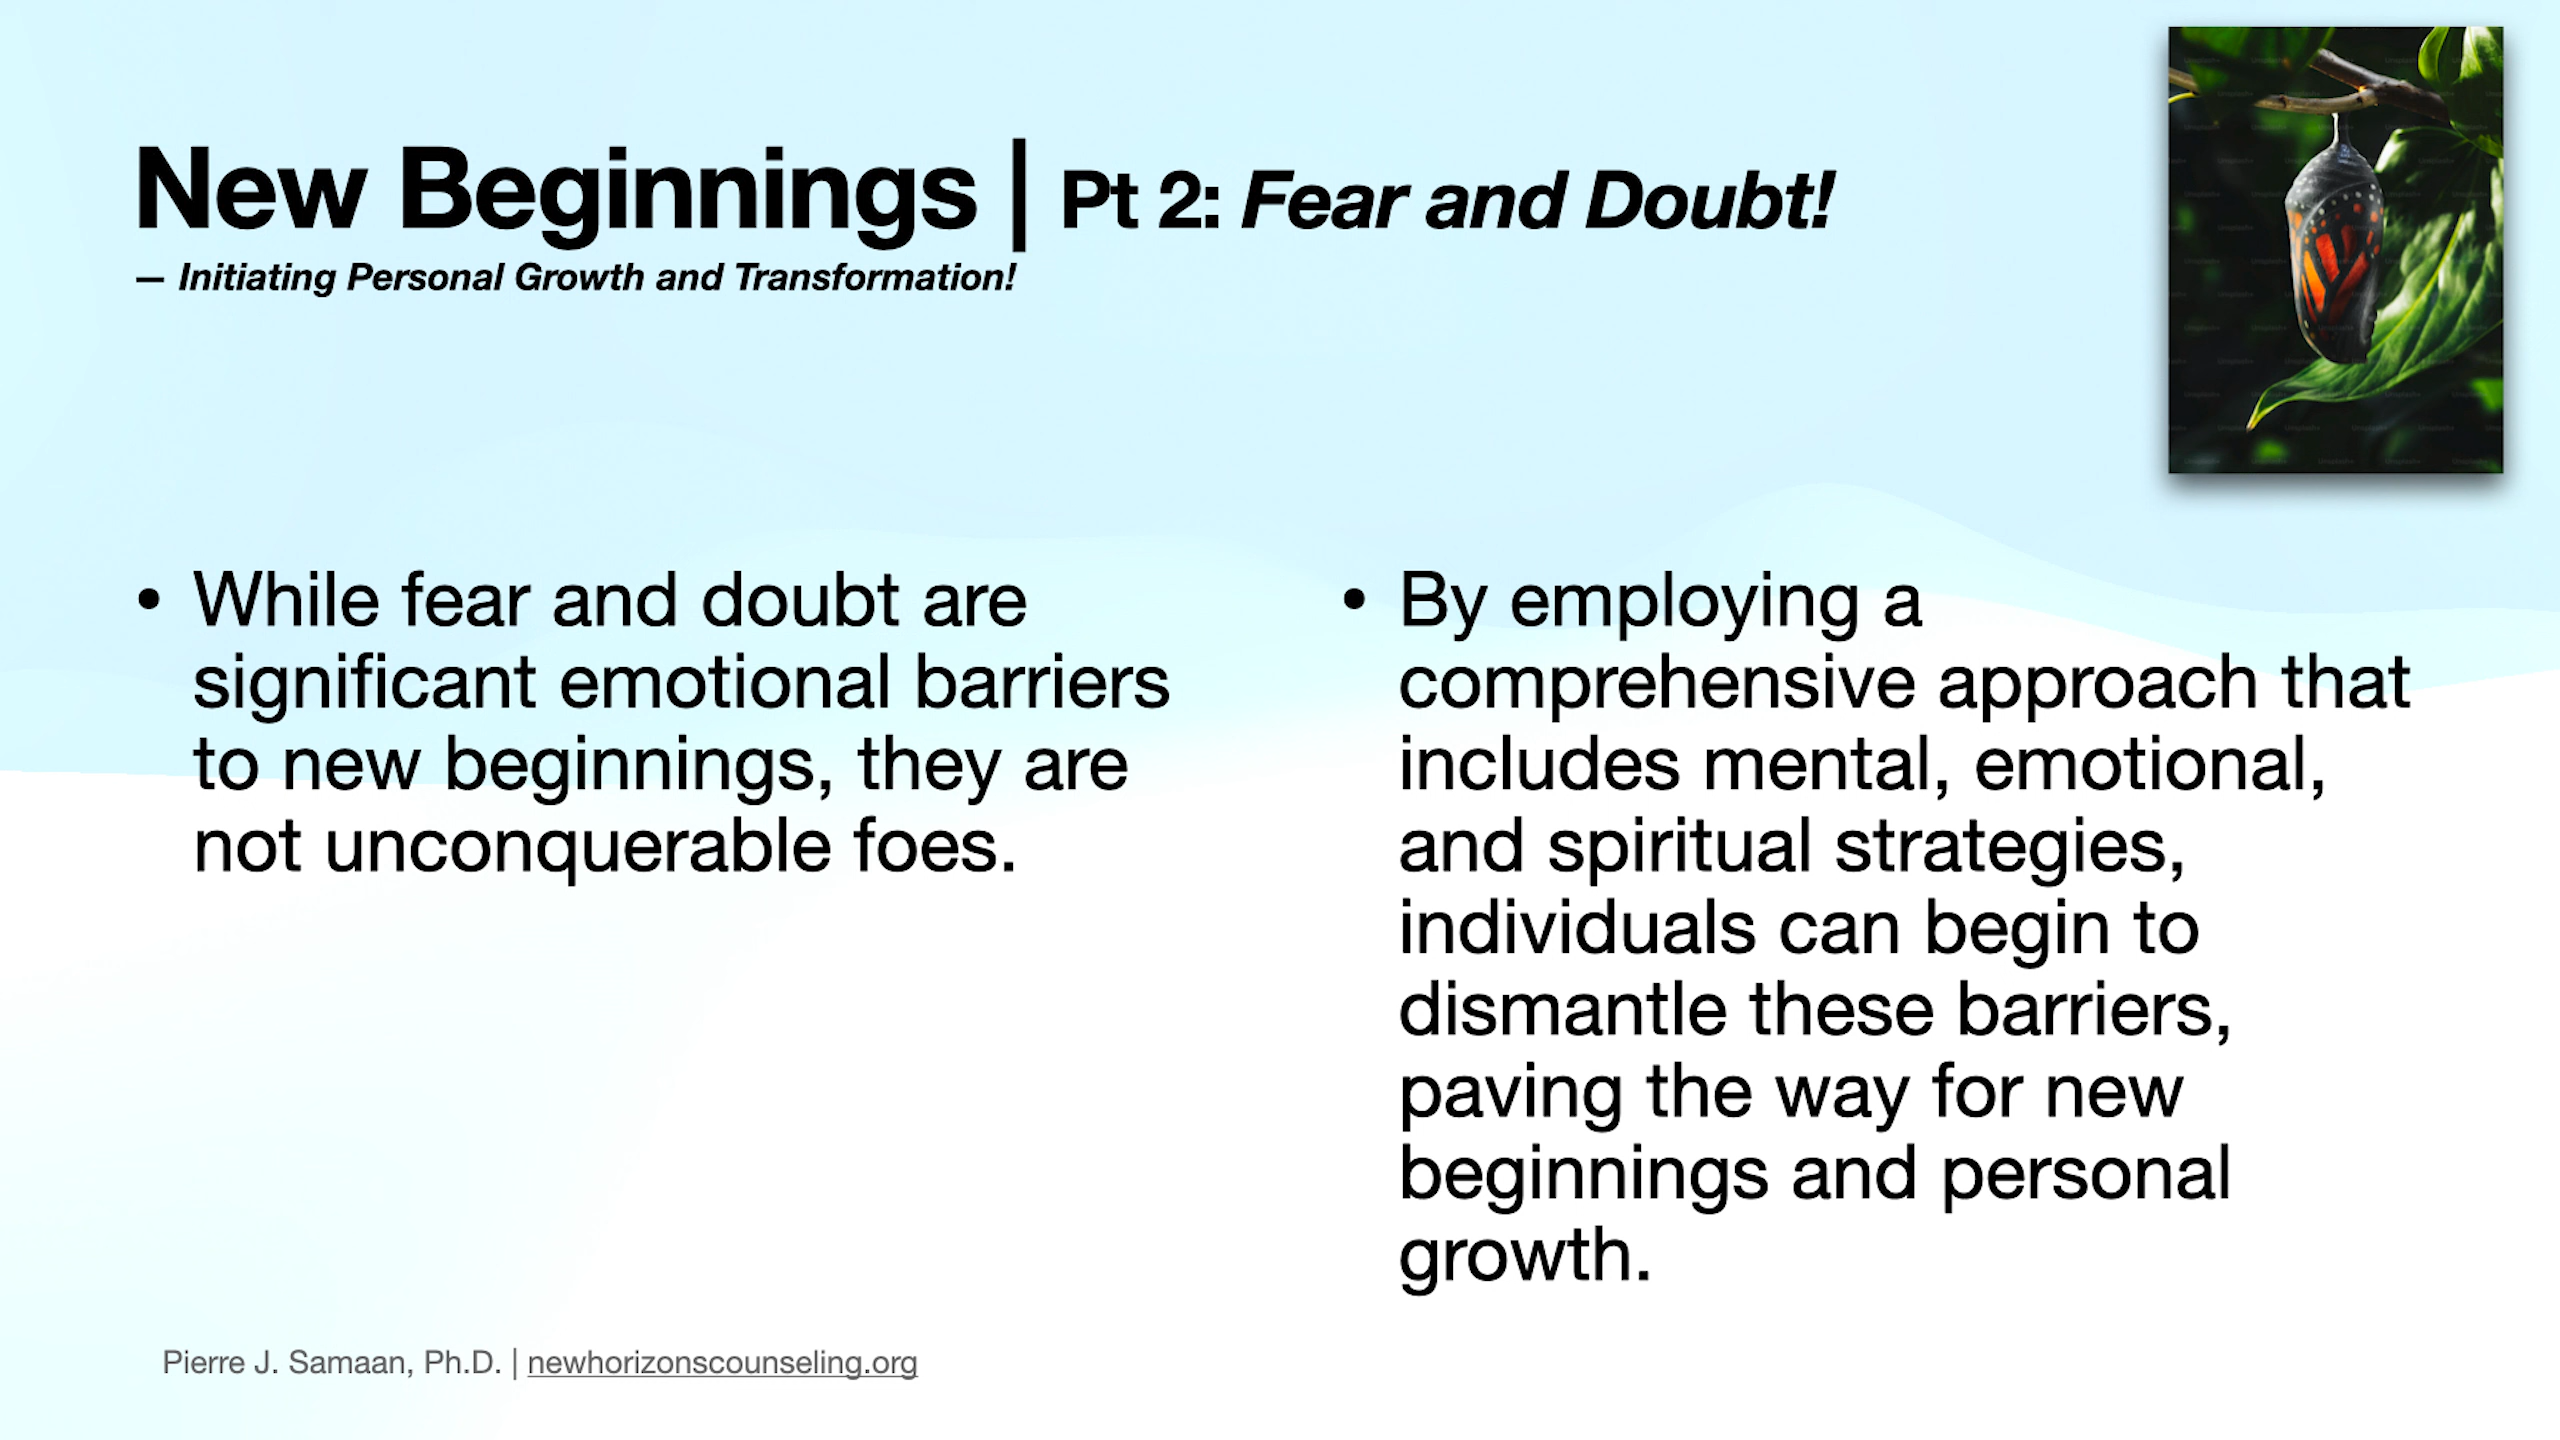 New Beginnings | Pt 2: Fear and Doubt!
– Initiating Personal Growth and Transformation!
• While fear and doubt are
significant emotional barriers
to new beginnings, they are
not unconquerable foes.
• By employing a
comprehensive approach that
includes mental, emotional,
and spiritual strategies,
individuals can begin to
dismantle these barriers,
paving the way for new
beginnings and personal
growth.
Pierre J. Samaan, Ph.D. | newhorizonscounseling.org